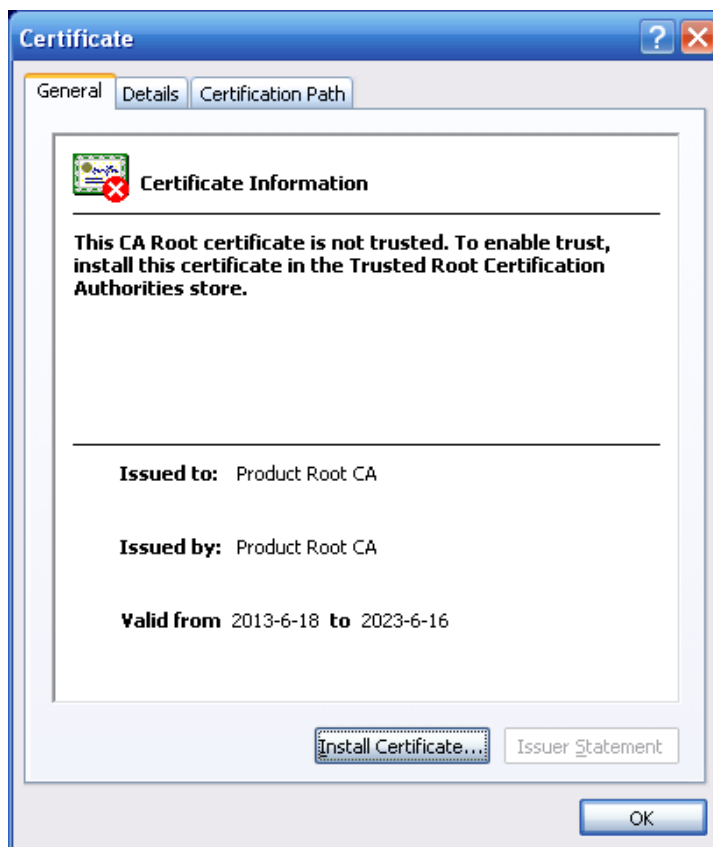 Certificate
General Details Certification Path
Certificate Information
This CA Root certificate is not trusted. To enable trust,
install this certificate in the Trusted Root Certification
Authorities store.
Issued to: Product Root CA
Issued by: Product Root CA
Valid from 2013-6-18 to 2023-6-16
Install Certificate... Issuer Statement
OK